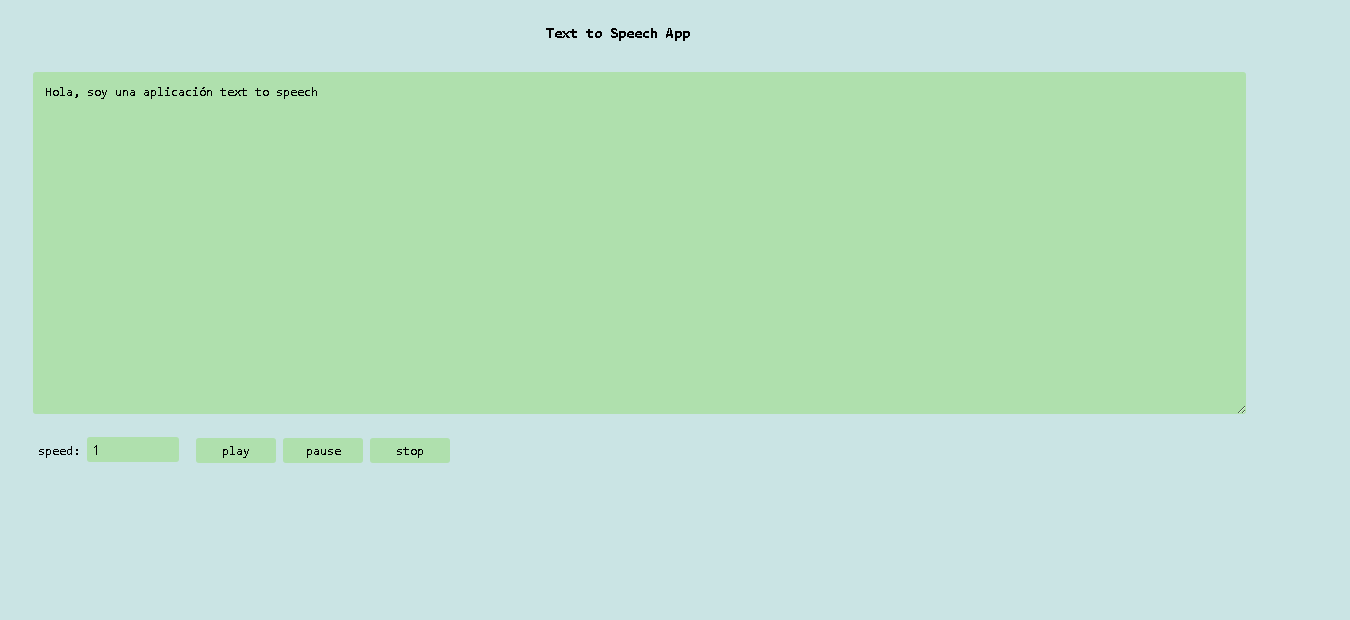 Text to Speech App
Hola, soy una aplicación text to speech
speed: 1 play pause stop